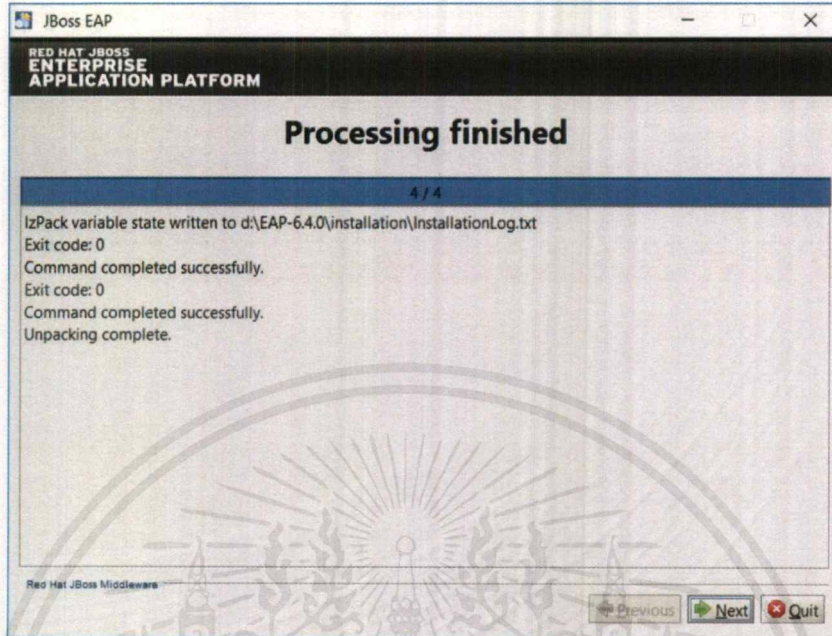 JBoss EAP
RED HAT JBOSS
ENTERPRISE
APPLICATION PLATFORM
Processing finished
4 / 4
IzPack variable state written to d:\EAP-6.4.0\installation\InstallationLog.txt
Exit code: 0
Command completed successfully.
Exit code: 0
Command completed successfully.
Unpacking complete.
Red Hat JBoss Middleware
Previous Next Quit